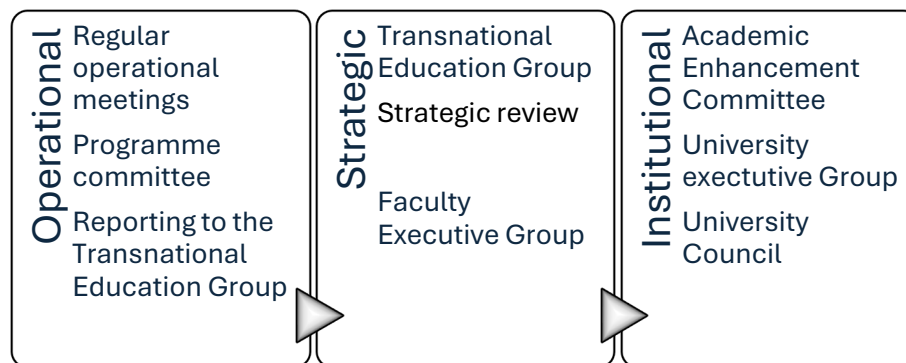 Operational
Regular
operational
meetings
Programme
committee
Reporting to the
Transnational
Education Group
Strategic
Transnational
Education Group
Strategic review
Faculty
Executive Group
Institutional
Academic
Enhancement
Committee
University
exectutive Group
University
Council